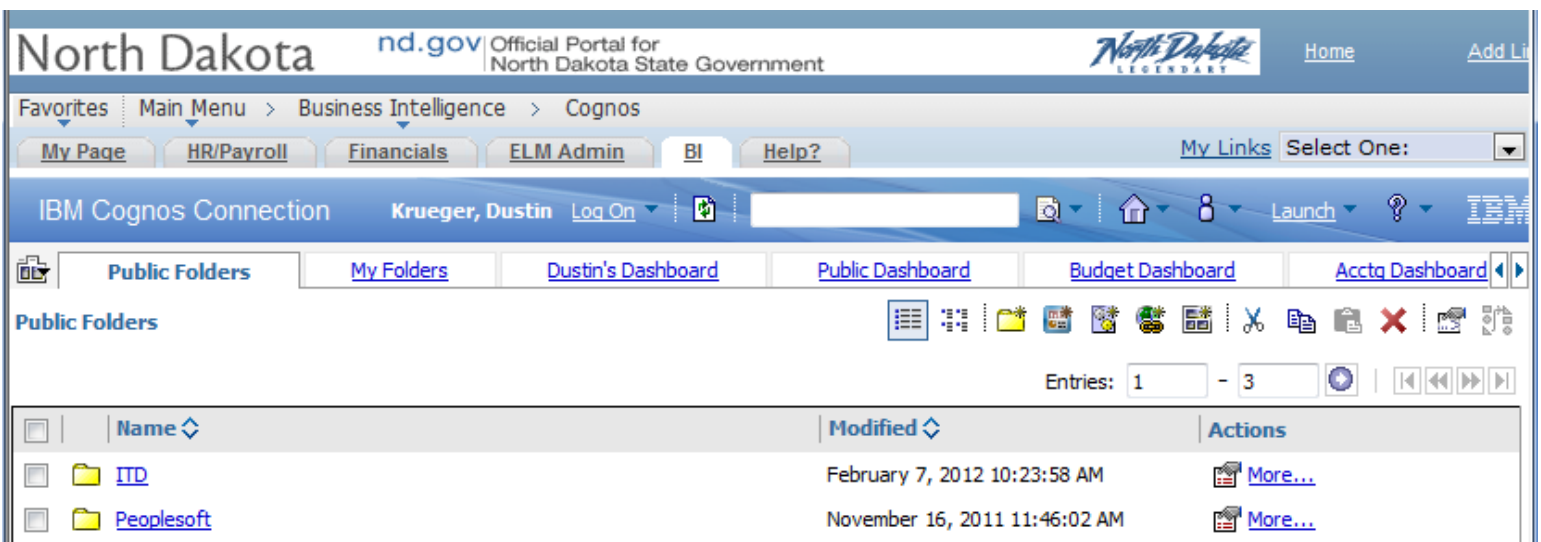 North Dakota nd.gov Official Portal for North Dakota State Government North Dakota LEGENDARY Home Add Li
Favorites Main Menu > Business Intelligence > Cognos
My Page HR/Payroll Financials ELM Admin BI Help? My Links Select One:
IBM Cognos Connection Krueger, Dustin Log On Launch IBM
Public Folders My Folders Dustin's Dashboard Public Dashboard Budget Dashboard Acctg Dashboard
Public Folders
Entries: 1 - 3
Name Modified Actions
ITD February 7, 2012 10:23:58 AM More...
Peoplesoft November 16, 2011 11:46:02 AM More...